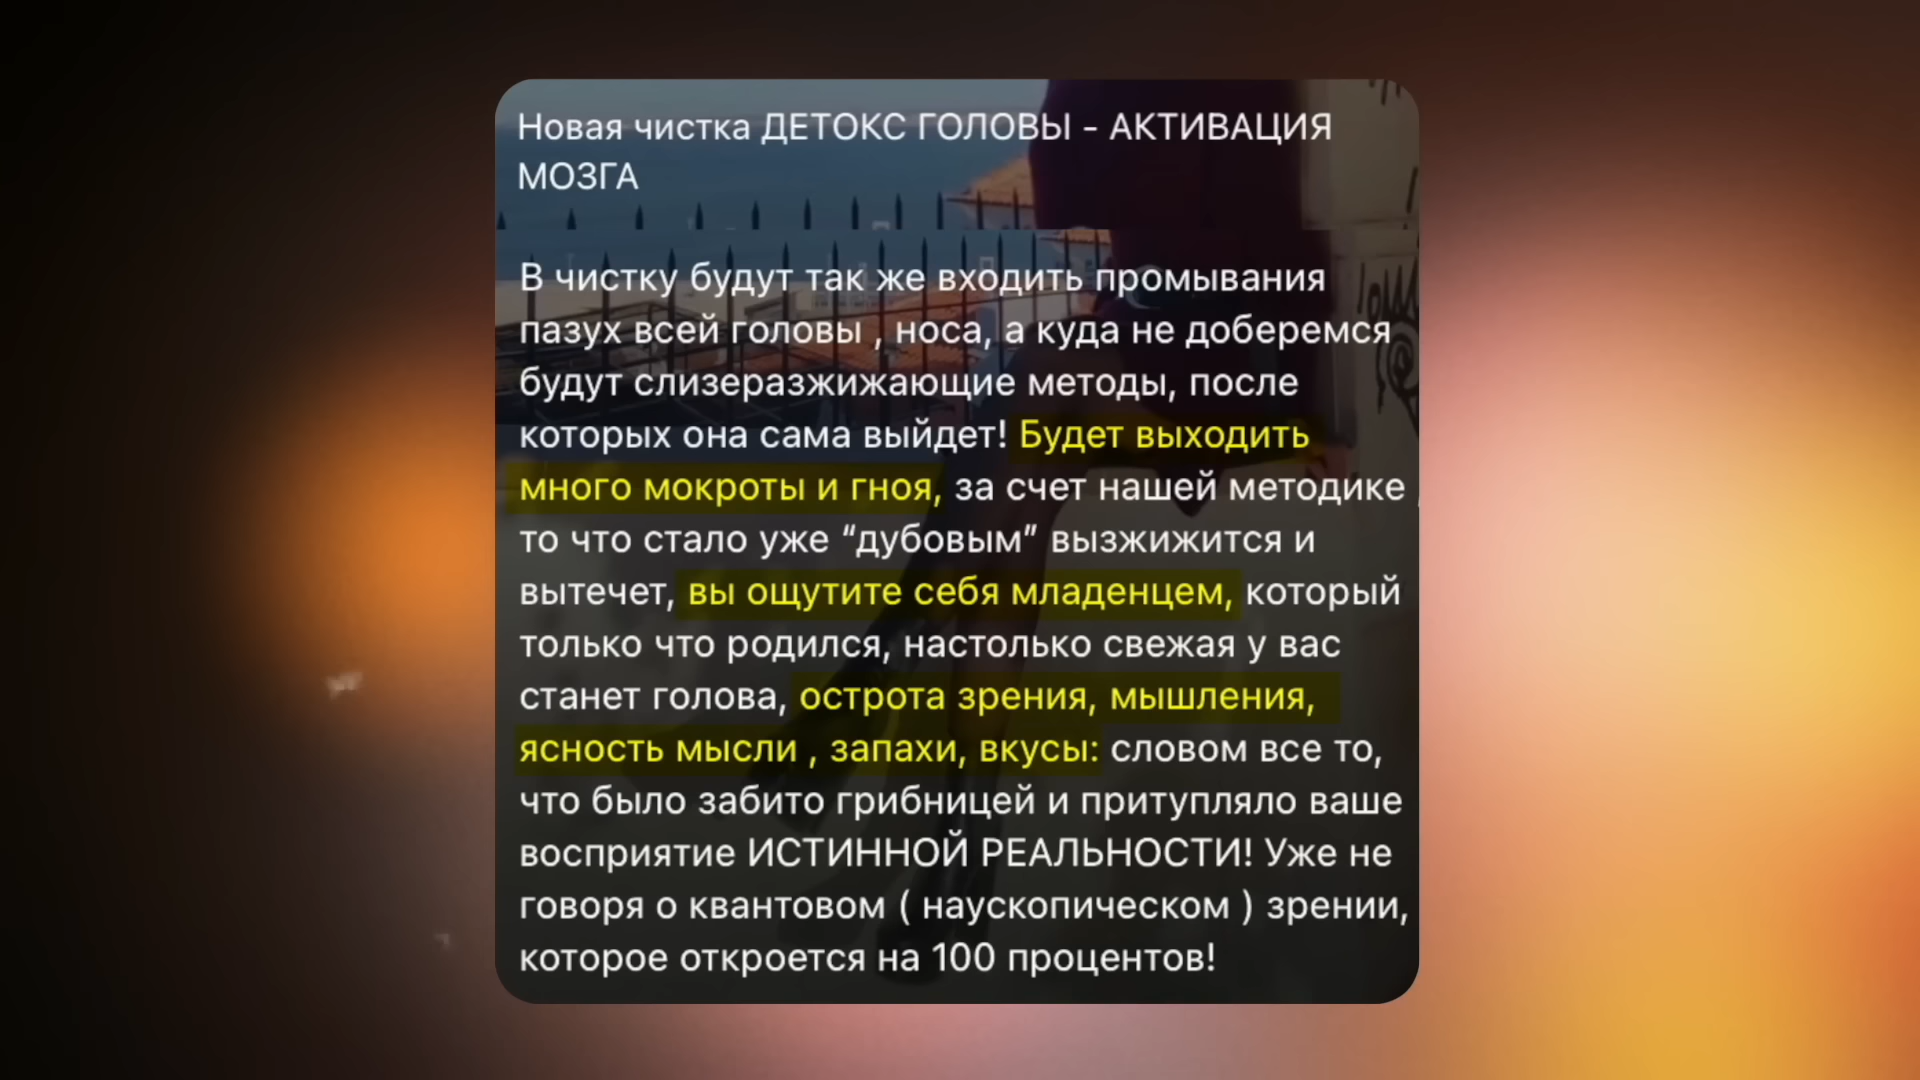 Новая чистка ДЕТОКС ГОЛОВЫ - АКТИВАЦИЯ
МОЗГА
В чистку будут так же входить промывания
пазух всей головы , носа, а куда не доберемся
будут слизеразжижающие методы, после
которых она сама выйдет! Будет выходить
много мокроты и гноя, за счет нашей методике ,
то что стало уже “дубовым” вызжижится и
вытечет, вы ощутите себя младенцем, который
только что родился, настолько свежая у вас
станет голова, острота зрения, мышления,
ясность мысли , запахи, вкусы: словом все то,
что было забито грибницей и притупляло ваше
восприятие ИСТИННОЙ РЕАЛЬНОСТИ! Уже не
говоря о квантовом ( наускопическом ) зрении,
которое откроется на 100 процентов!